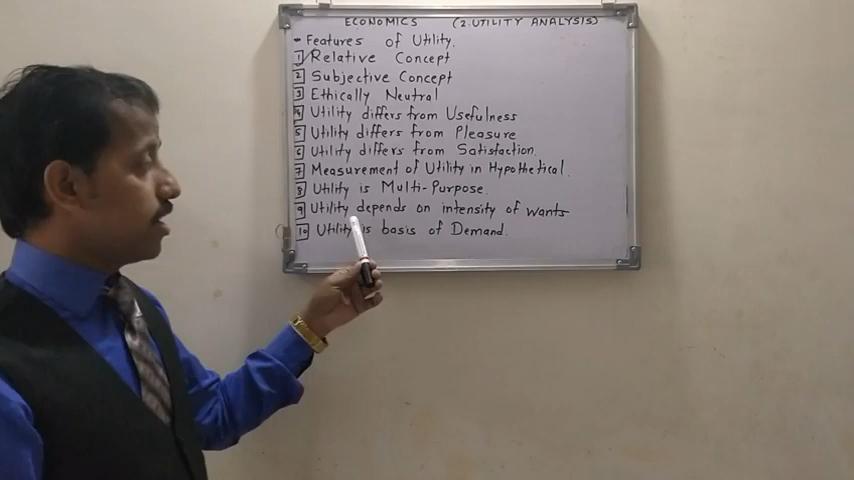 ECONOMICS (2. UTILITY ANALYSIS)
* Features of Utility.
1 Relative Concept
2 Subjective Concept
3 Ethically Neutral
4 Utility differs from Usefulness
5 Utility differs from Pleasure
6 Utility differs from Satisfaction.
7 Measurement of Utility in Hypothetical.
8 Utility is Multi-Purpose.
9 Utility depends on intensity of wants
10 Utility is basis of Demand.